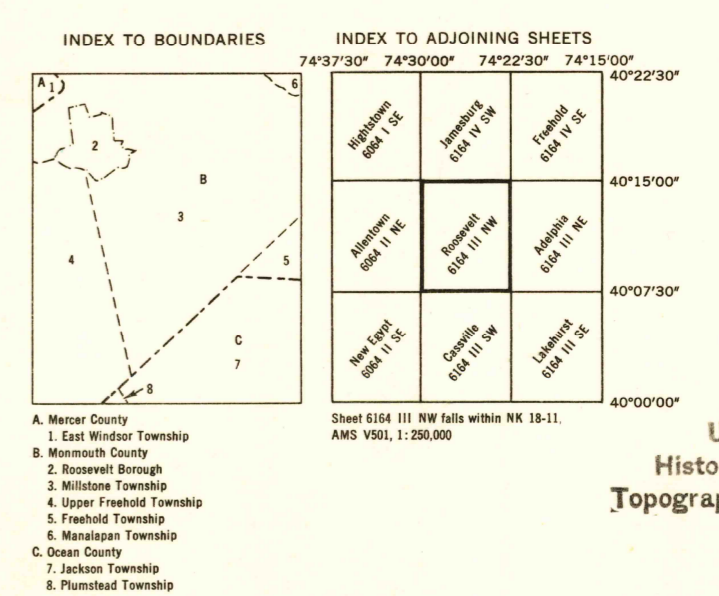 INDEX TO BOUNDARIES
A
1
6
2
B
3
4
5
C
7
8
A. Mercer County
1. East Windsor Township
B. Monmouth County
2. Roosevelt Borough
3. Millstone Township
4. Upper Freehold Township
5. Freehold Township
6. Manalapan Township
C. Ocean County
7. Jackson Township
8. Plumstead Township
INDEX TO ADJOINING SHEETS
74°37'30" 74°30'00" 74°22'30" 74°15'00"
40°22'30"
Hightstown
6064 I SE
Jamesburg
6164 IV SW
Freehold
6164 IV SE
40°15'00"
Allentown
6064 II NE
Roosevelt
6164 III NW
Adelphia
6164 III NE
40°07'30"
New Egypt
6064 II SE
Cassville
6164 III SW
Lakehurst
6164 III SE
40°00'00"
Sheet 6164 III NW falls within NK 18-11,
AMS V501, 1:250,000
Histo
Topogra